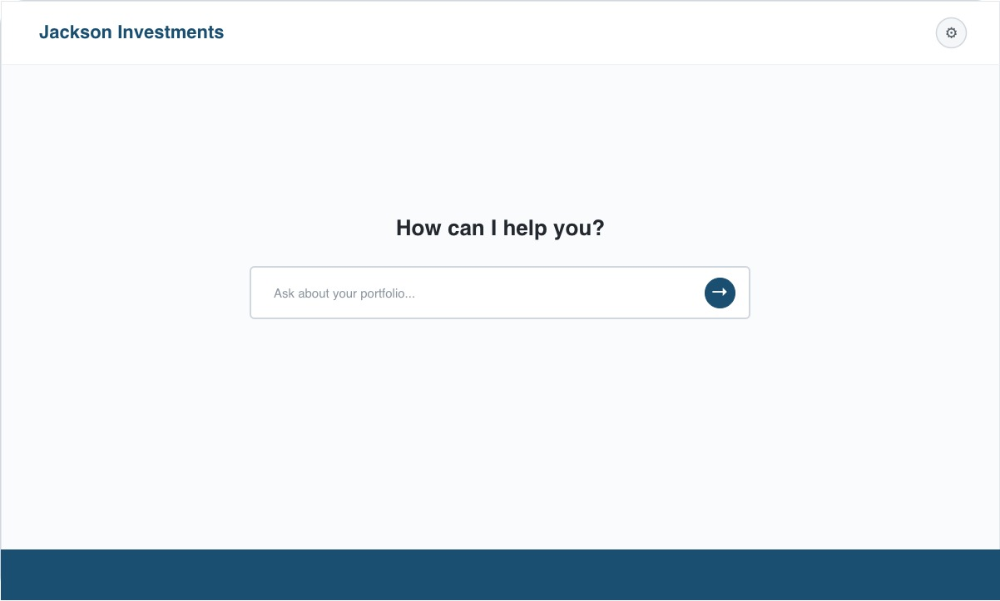 Jackson Investments
How can I help you?
Ask about your portfolio...